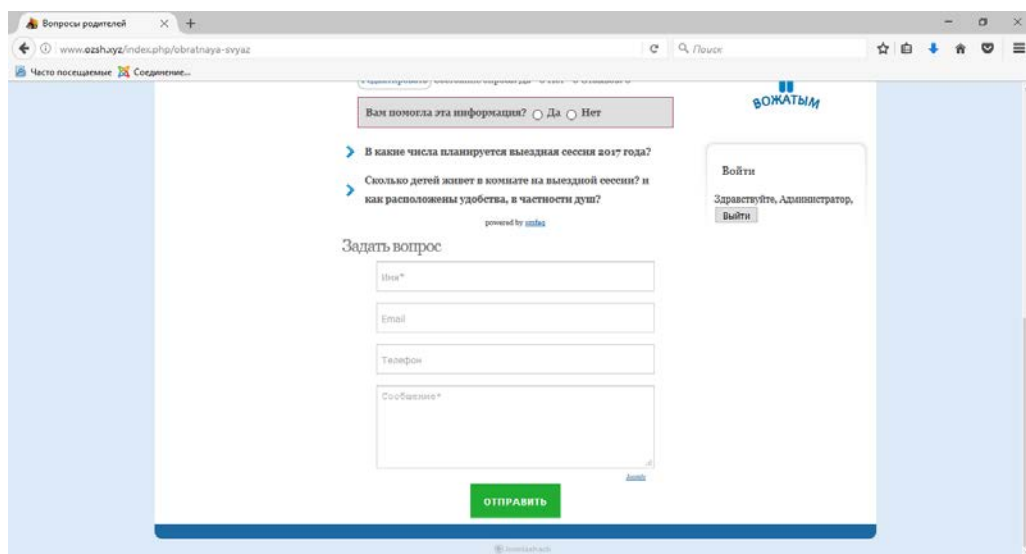 Вопросы родителей
www.ozsh.xyz/index.php/obratnaya-svyaz
Поиск
Часто посещаемые Соединение...
Вам помогла эта информация? Да Нет
В какие числа планируется выездная сессия 2017 года?
Сколько детей живет в комнате на выездной сессии? и
как расположены удобства, в частности душ?
powered by
Задать вопрос
Имя*
Email
Телефон
Сообщение*
ОТПРАВИТЬ
ВОЖАТЫМ
Войти
Здравствуйте, Администратор,
Выйти